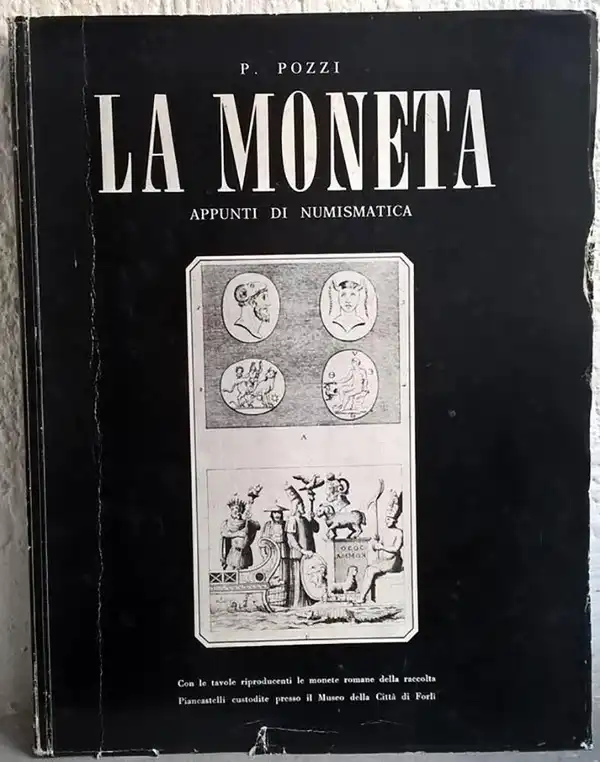 P. POZZI
LA MONETA
APPUNTI DI NUMISMATICA
A
Con le tavole riproducenti le monete romane della raccolta
Piancastelli custodite presso il Museo della Città di Forlì